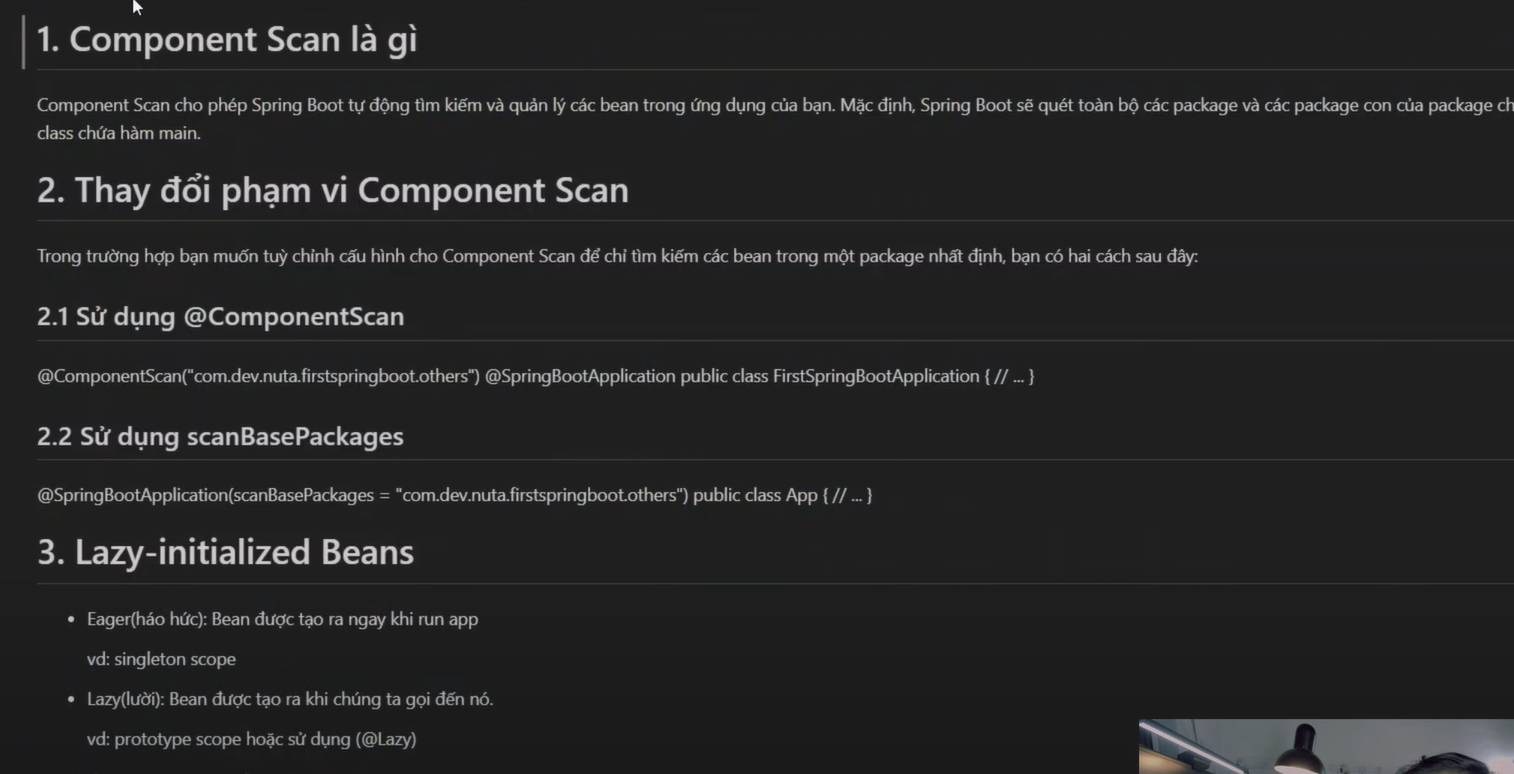 1. Component Scan là gì
Component Scan cho phép Spring Boot tự động tìm kiếm và quản lý các bean trong ứng dụng của bạn. Mặc định, Spring Boot sẽ quét toàn bộ các package và các package con của package
class chứa hàm main.
2. Thay đổi phạm vi Component Scan
Trong trường hợp bạn muốn tuỳ chỉnh cấu hình cho Component Scan để chỉ tìm kiếm các bean trong một package nhất định, bạn có hai cách sau đây:
2.1 Sử dụng @ComponentScan
@ComponentScan("com.dev.nuta.firstspringboot.others") @SpringBootApplication public class FirstSpringBootApplication { // ... }
2.2 Sử dụng scanBasePackages
@SpringBootApplication(scanBasePackages = "com.dev.nuta.firstspringboot.others") public class App { // ... }
3. Lazy-initialized Beans
• Eager(háo hức): Bean được tạo ra ngay khi run app
vd: singleton scope
• Lazy(lười): Bean được tạo ra khi chúng ta gọi đến nó.
vd: prototype scope hoặc sử dụng (@Lazy)